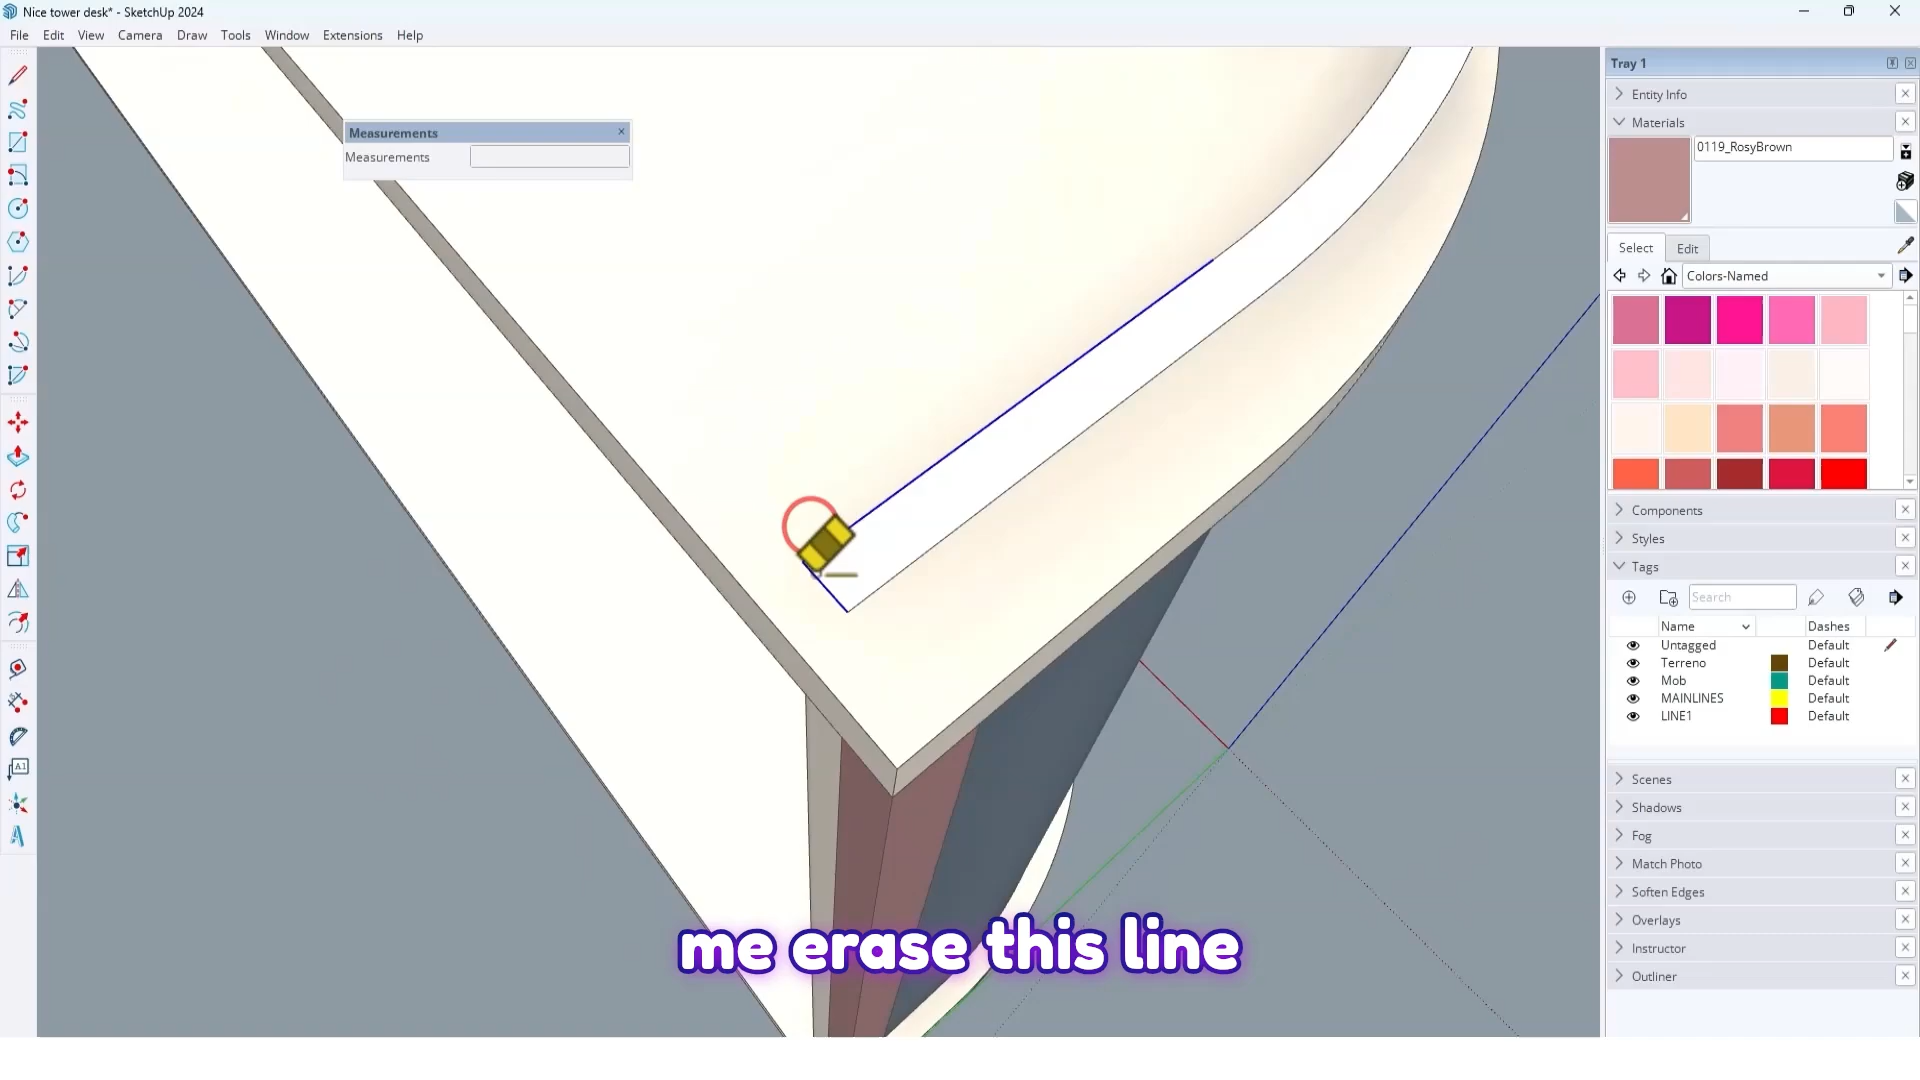 Nice tower desk* - SketchUp 2024
File Edit View Camera Draw Tools Window Extensions Help
Tray 1
Entity Info
Materials
0119_RosyBrown
Select Edit
Colors-Named
Measurements
Measurements
Components
Styles
Tags
Search
Name Dashes
Untagged Default
Terreno Default
Mob Default
MAINLINES Default
LINE1 Default
Scenes
Shadows
Fog
Match Photo
Soften Edges
Overlays
Instructor
Outliner
A1
me erase this line